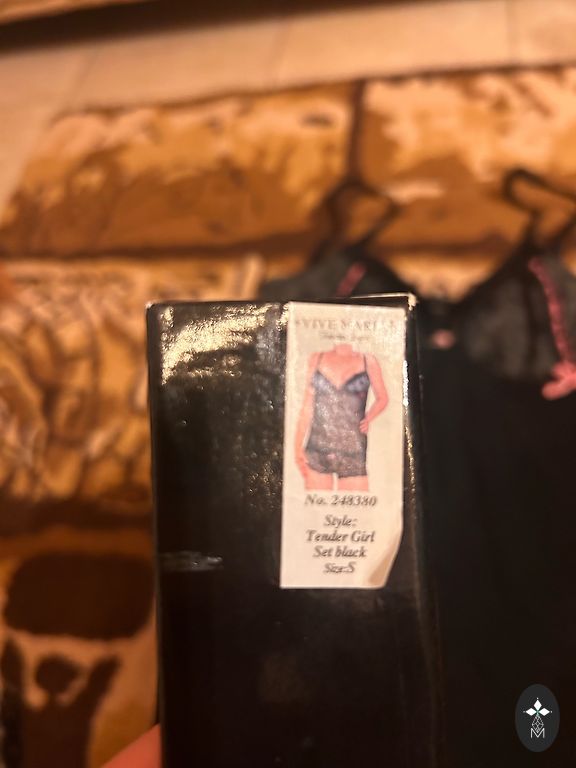 VIVE MARIA
No. 248380
Style:
Tender Girl
Set black
Size:S